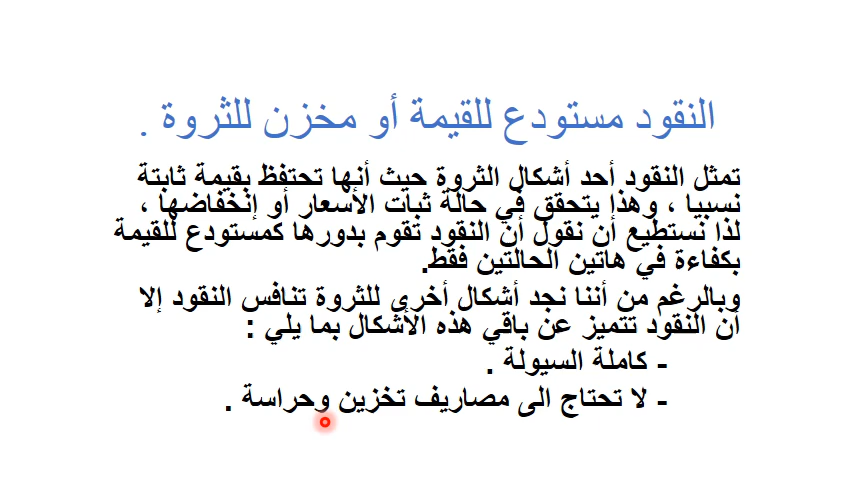 النقود مستودع للقيمة أو مخزن للثروة .
تمثل النقود أحد أشكال الثروة حيث أنها تحتفظ بقيمة ثابتة
نسبيا ، وهذا يتحقق في حالة ثبات الأسعار أو إنخفاضها ،
لذا نستطيع أن نقول أن النقود تقوم بدورها كمستودع للقيمة
بكفاءة في هاتين الحالتين فقط.
وبالرغم من أننا نجد أشكال أخرى للثروة تنافس النقود إلا
أن النقود تتميز عن باقي هذه الأشكال بما يلي :
- كاملة السيولة .
- لا تحتاج الى مصاريف تخزين وحراسة .